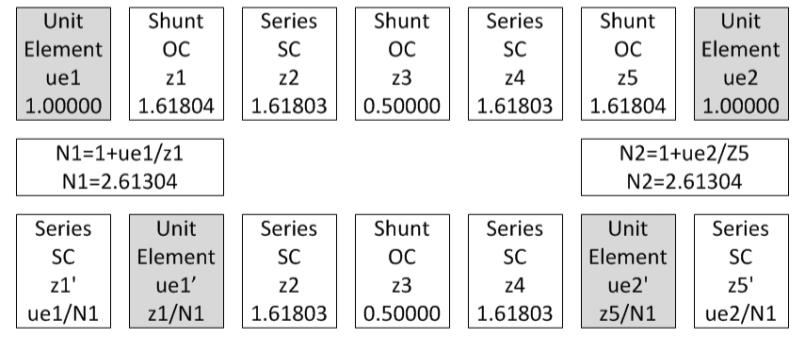 Unit Element ue1 1.00000
Shunt OC z1 1.61804
Series SC z2 1.61803
Shunt OC z3 0.50000
Series SC z4 1.61803
Shunt OC z5 1.61804
Unit Element ue2 1.00000
N1=1+ue1/z1
N1=2.61304
N2=1+ue2/Z5
N2=2.61304
Series SC z1' ue1/N1
Unit Element ue1′ z1/N1
Series SC z2 1.61803
Shunt OC z3 0.50000
Series SC z4 1.61803
Unit Element ue2' z5/N1
Series SC z5' ue2/N1